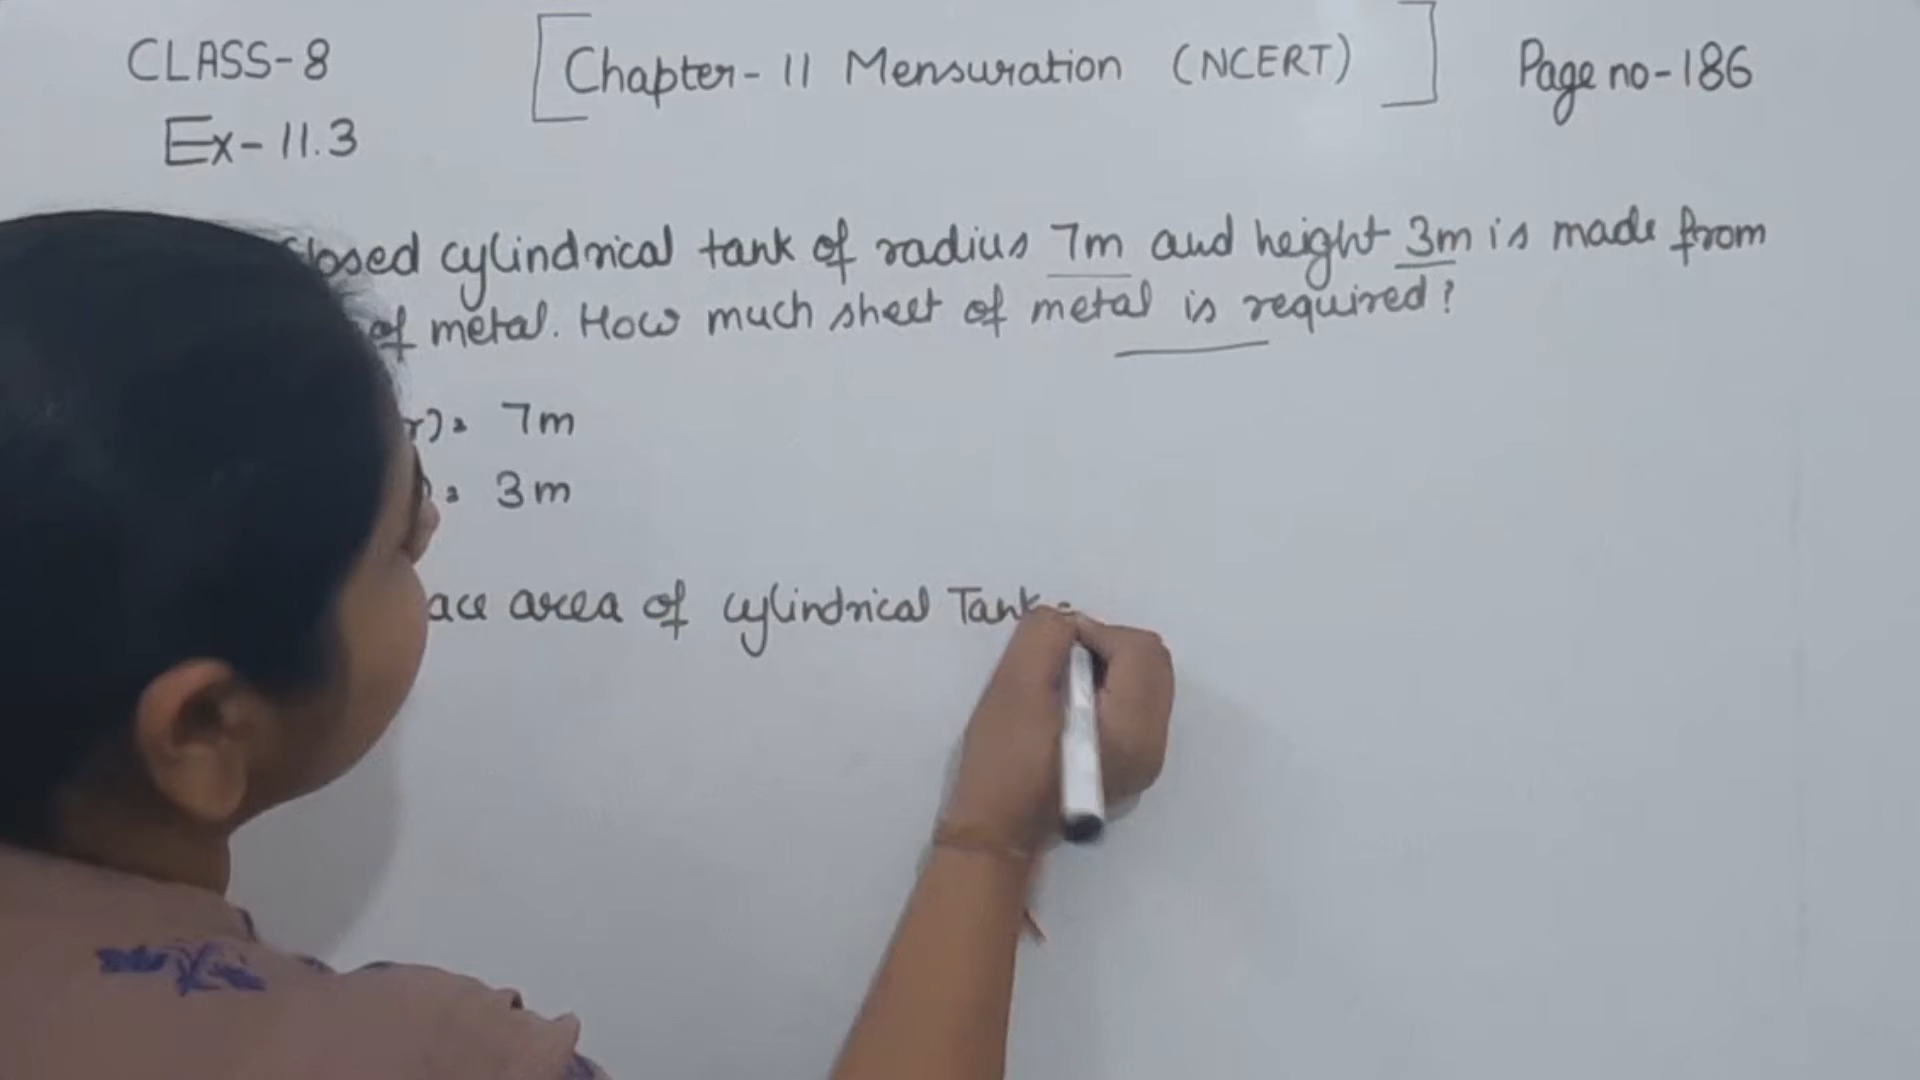 CLASS-8
[Chapter-11 Mensuration (NCERT)]
Page no-186
Ex-11.3
closed cylindrical tank of radius 7m and height 3m is made from
of metal. How much sheet of metal is required?
r) = 7m
) = 3m
area of cylindrical Tank =